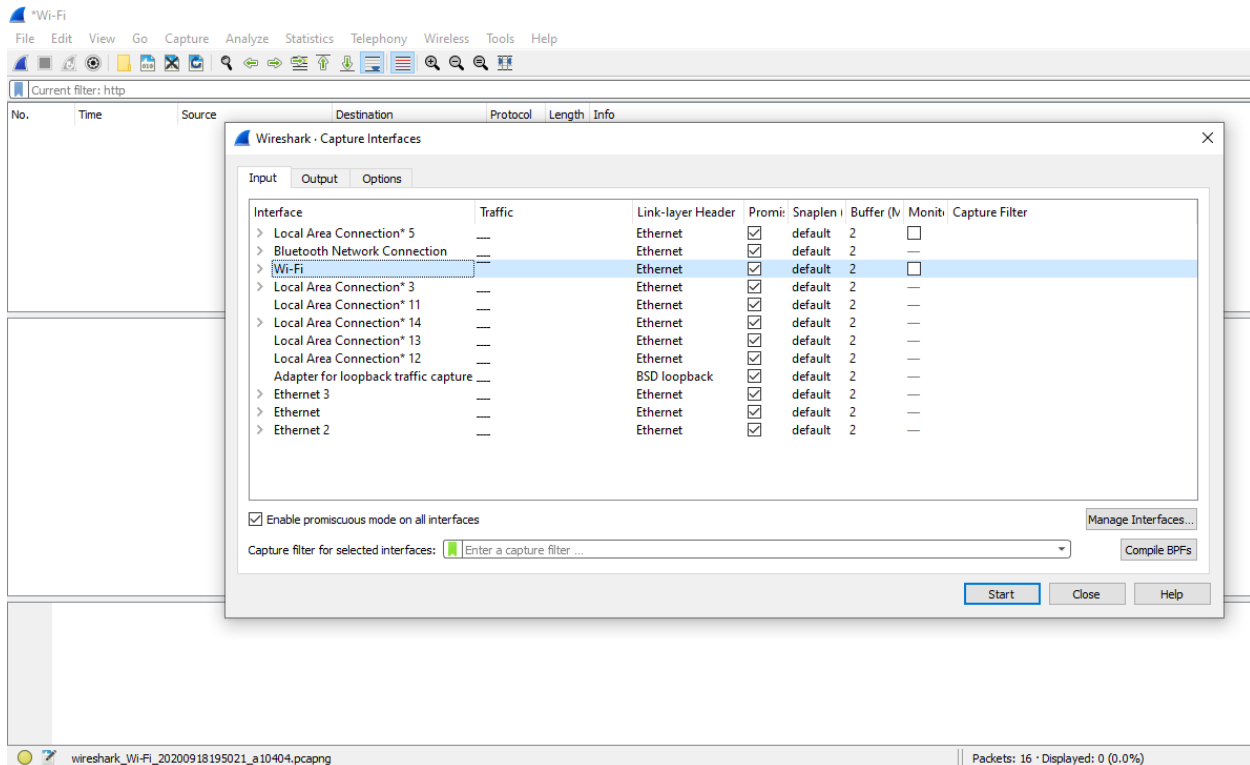 *Wi-Fi
File Edit View Go Capture Analyze Statistics Telephony Wireless Tools Help
Current filter: http
No. Time Source Destination Protocol Length Info
Wireshark · Capture Interfaces
Input Output Options
Interface Traffic Link-layer Header Promis Snaplen ( Buffer (M Monito Capture Filter
Local Area Connection* 5 Ethernet default 2
Bluetooth Network Connection Ethernet default 2 —
Wi-Fi Ethernet default 2
Local Area Connection* 3 Ethernet default 2 —
Local Area Connection* 11 Ethernet default 2 —
Local Area Connection* 14 Ethernet default 2 —
Local Area Connection* 13 Ethernet default 2 —
Local Area Connection* 12 Ethernet default 2 —
Adapter for loopback traffic capture BSD loopback default 2 —
Ethernet 3 Ethernet default 2 —
Ethernet Ethernet default 2 —
Ethernet 2 Ethernet default 2 —
Enable promiscuous mode on all interfaces
Manage Interfaces...
Capture filter for selected interfaces: Enter a capture filter ...
Compile BPFs
Start Close Help
wireshark_Wi-Fi_20200918195021_a10404.pcapng
Packets: 16 · Displayed: 0 (0.0%)